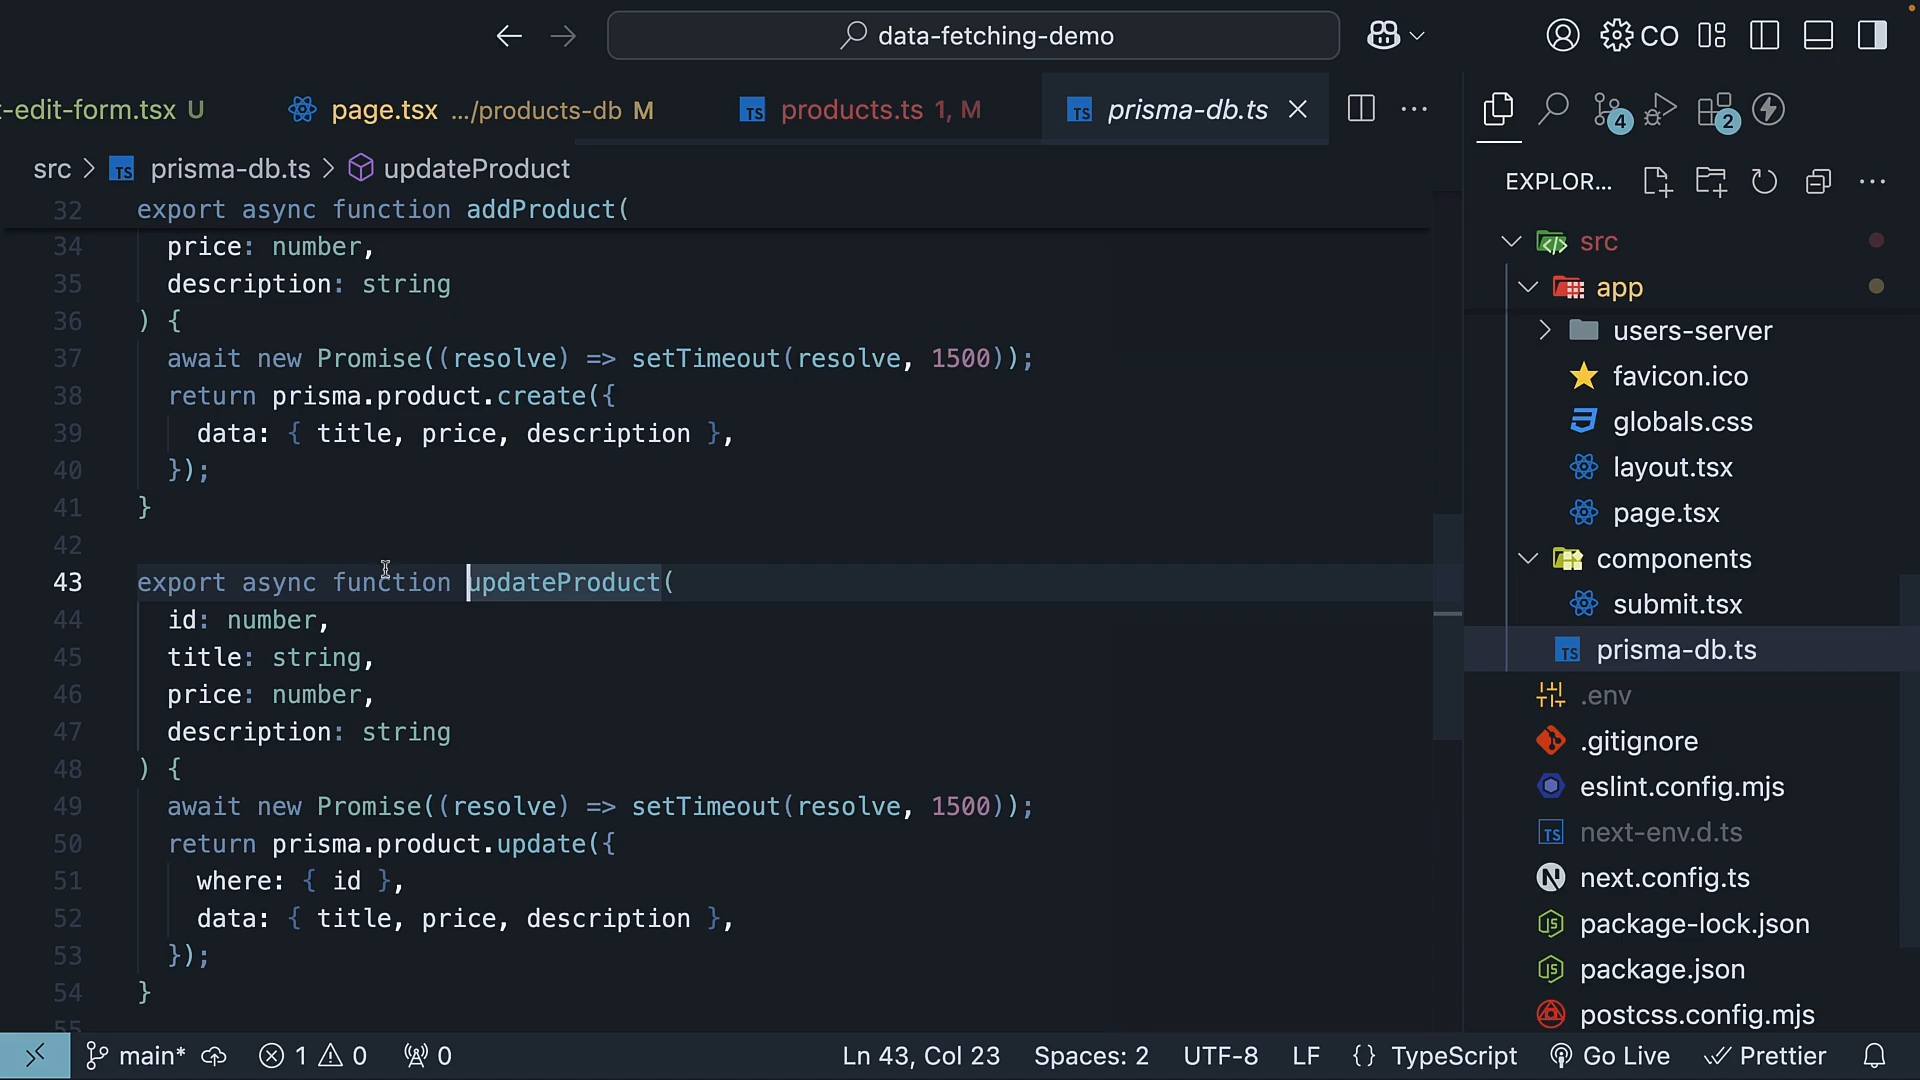 data-fetching-demo
CO
-edit-form.tsx U
page.tsx .../products-db M
TS products.ts 1, M
TS prisma-db.ts
src > TS prisma-db.ts > updateProduct
32 export async function addProduct(
34 price: number,
35 description: string
36 ) {
37 await new Promise((resolve) => setTimeout(resolve, 1500));
38 return prisma.product.create({
39 data: { title, price, description },
40 });
41 }
42
43 export async function updateProduct(
44 id: number,
45 title: string,
46 price: number,
47 description: string
48 ) {
49 await new Promise((resolve) => setTimeout(resolve, 1500));
50 return prisma.product.update({
51 where: { id },
52 data: { title, price, description },
53 });
54 }
55
4
2
EXPLOR...
src
app
users-server
favicon.ico
globals.css
layout.tsx
page.tsx
components
submit.tsx
TS prisma-db.ts
.env
.gitignore
eslint.config.mjs
TS next-env.d.ts
next.config.ts
package-lock.json
package.json
postcss.config.mjs
main* 1 0 0 Ln 43, Col 23 Spaces: 2 UTF-8 LF {} TypeScript Go Live Prettier